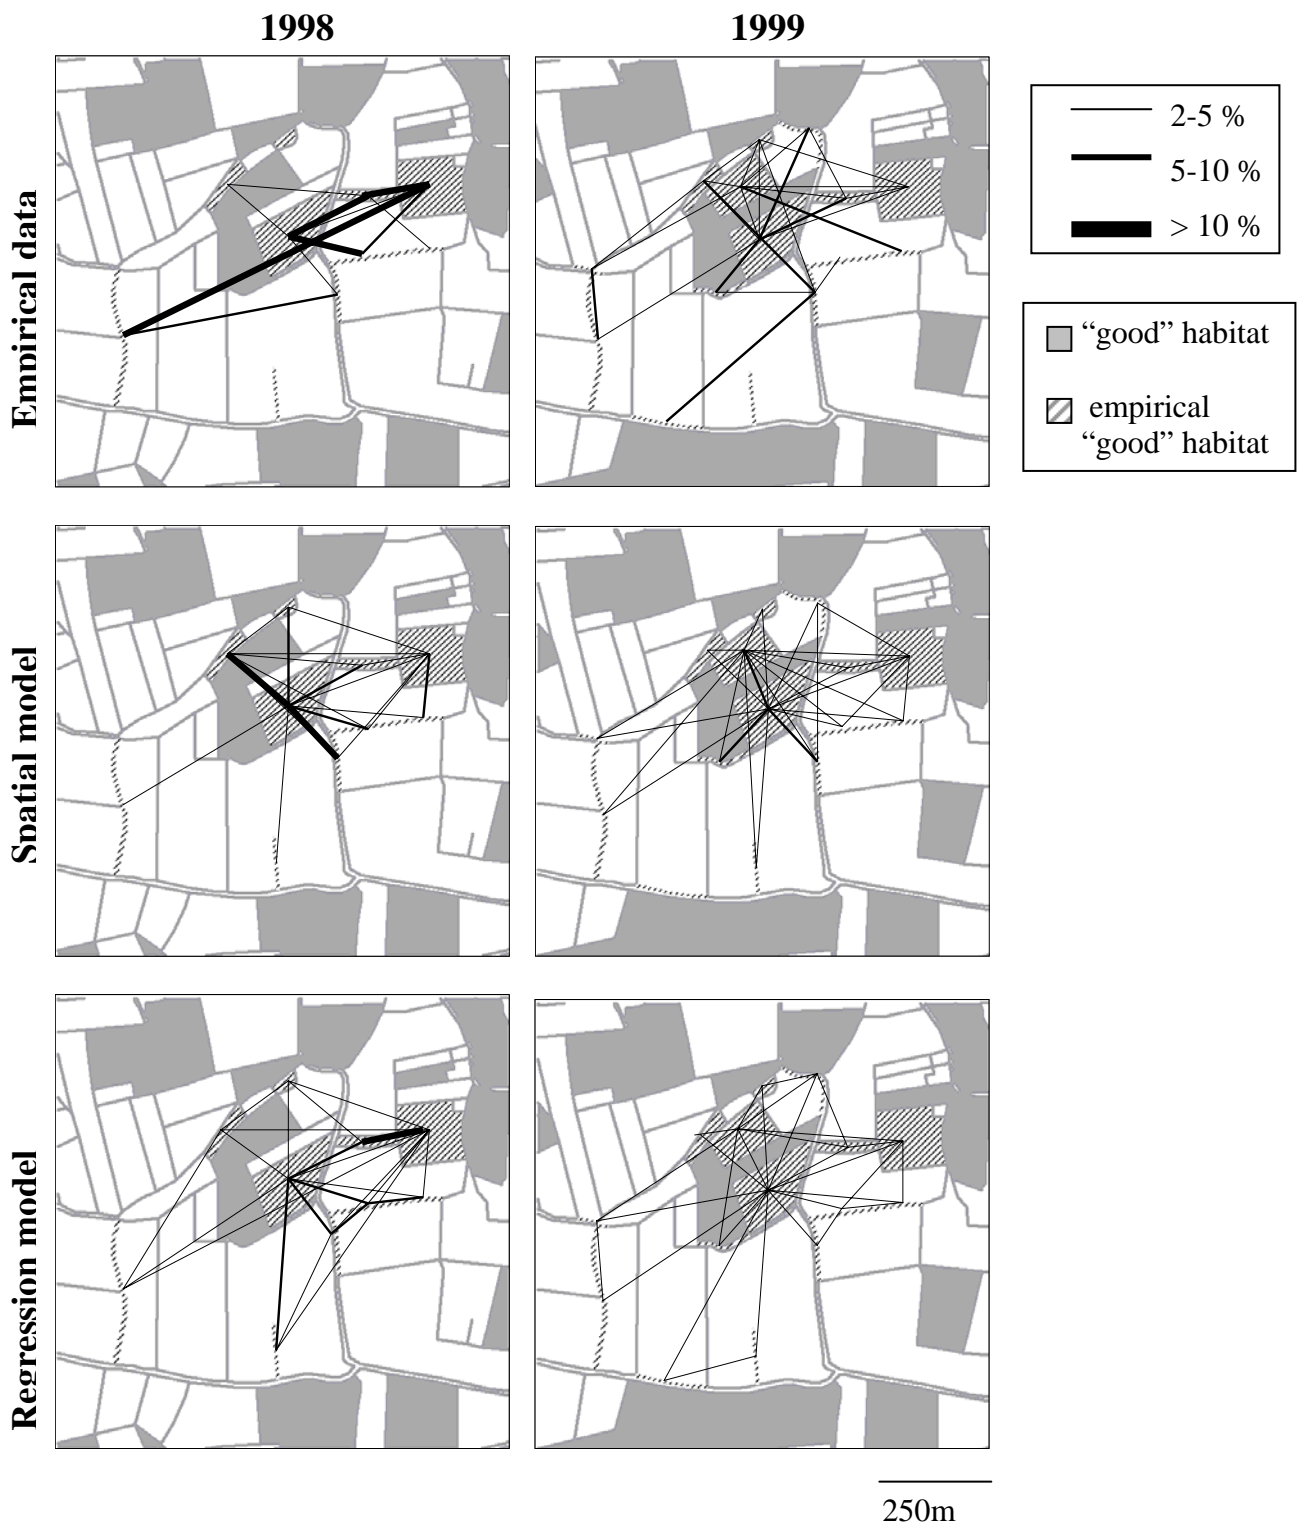 1998
1999
2-5 %
5-10 %
> 10 %
“good” habitat
empirical
“good” habitat
Empirical data
Spatial model
Regression model
250m